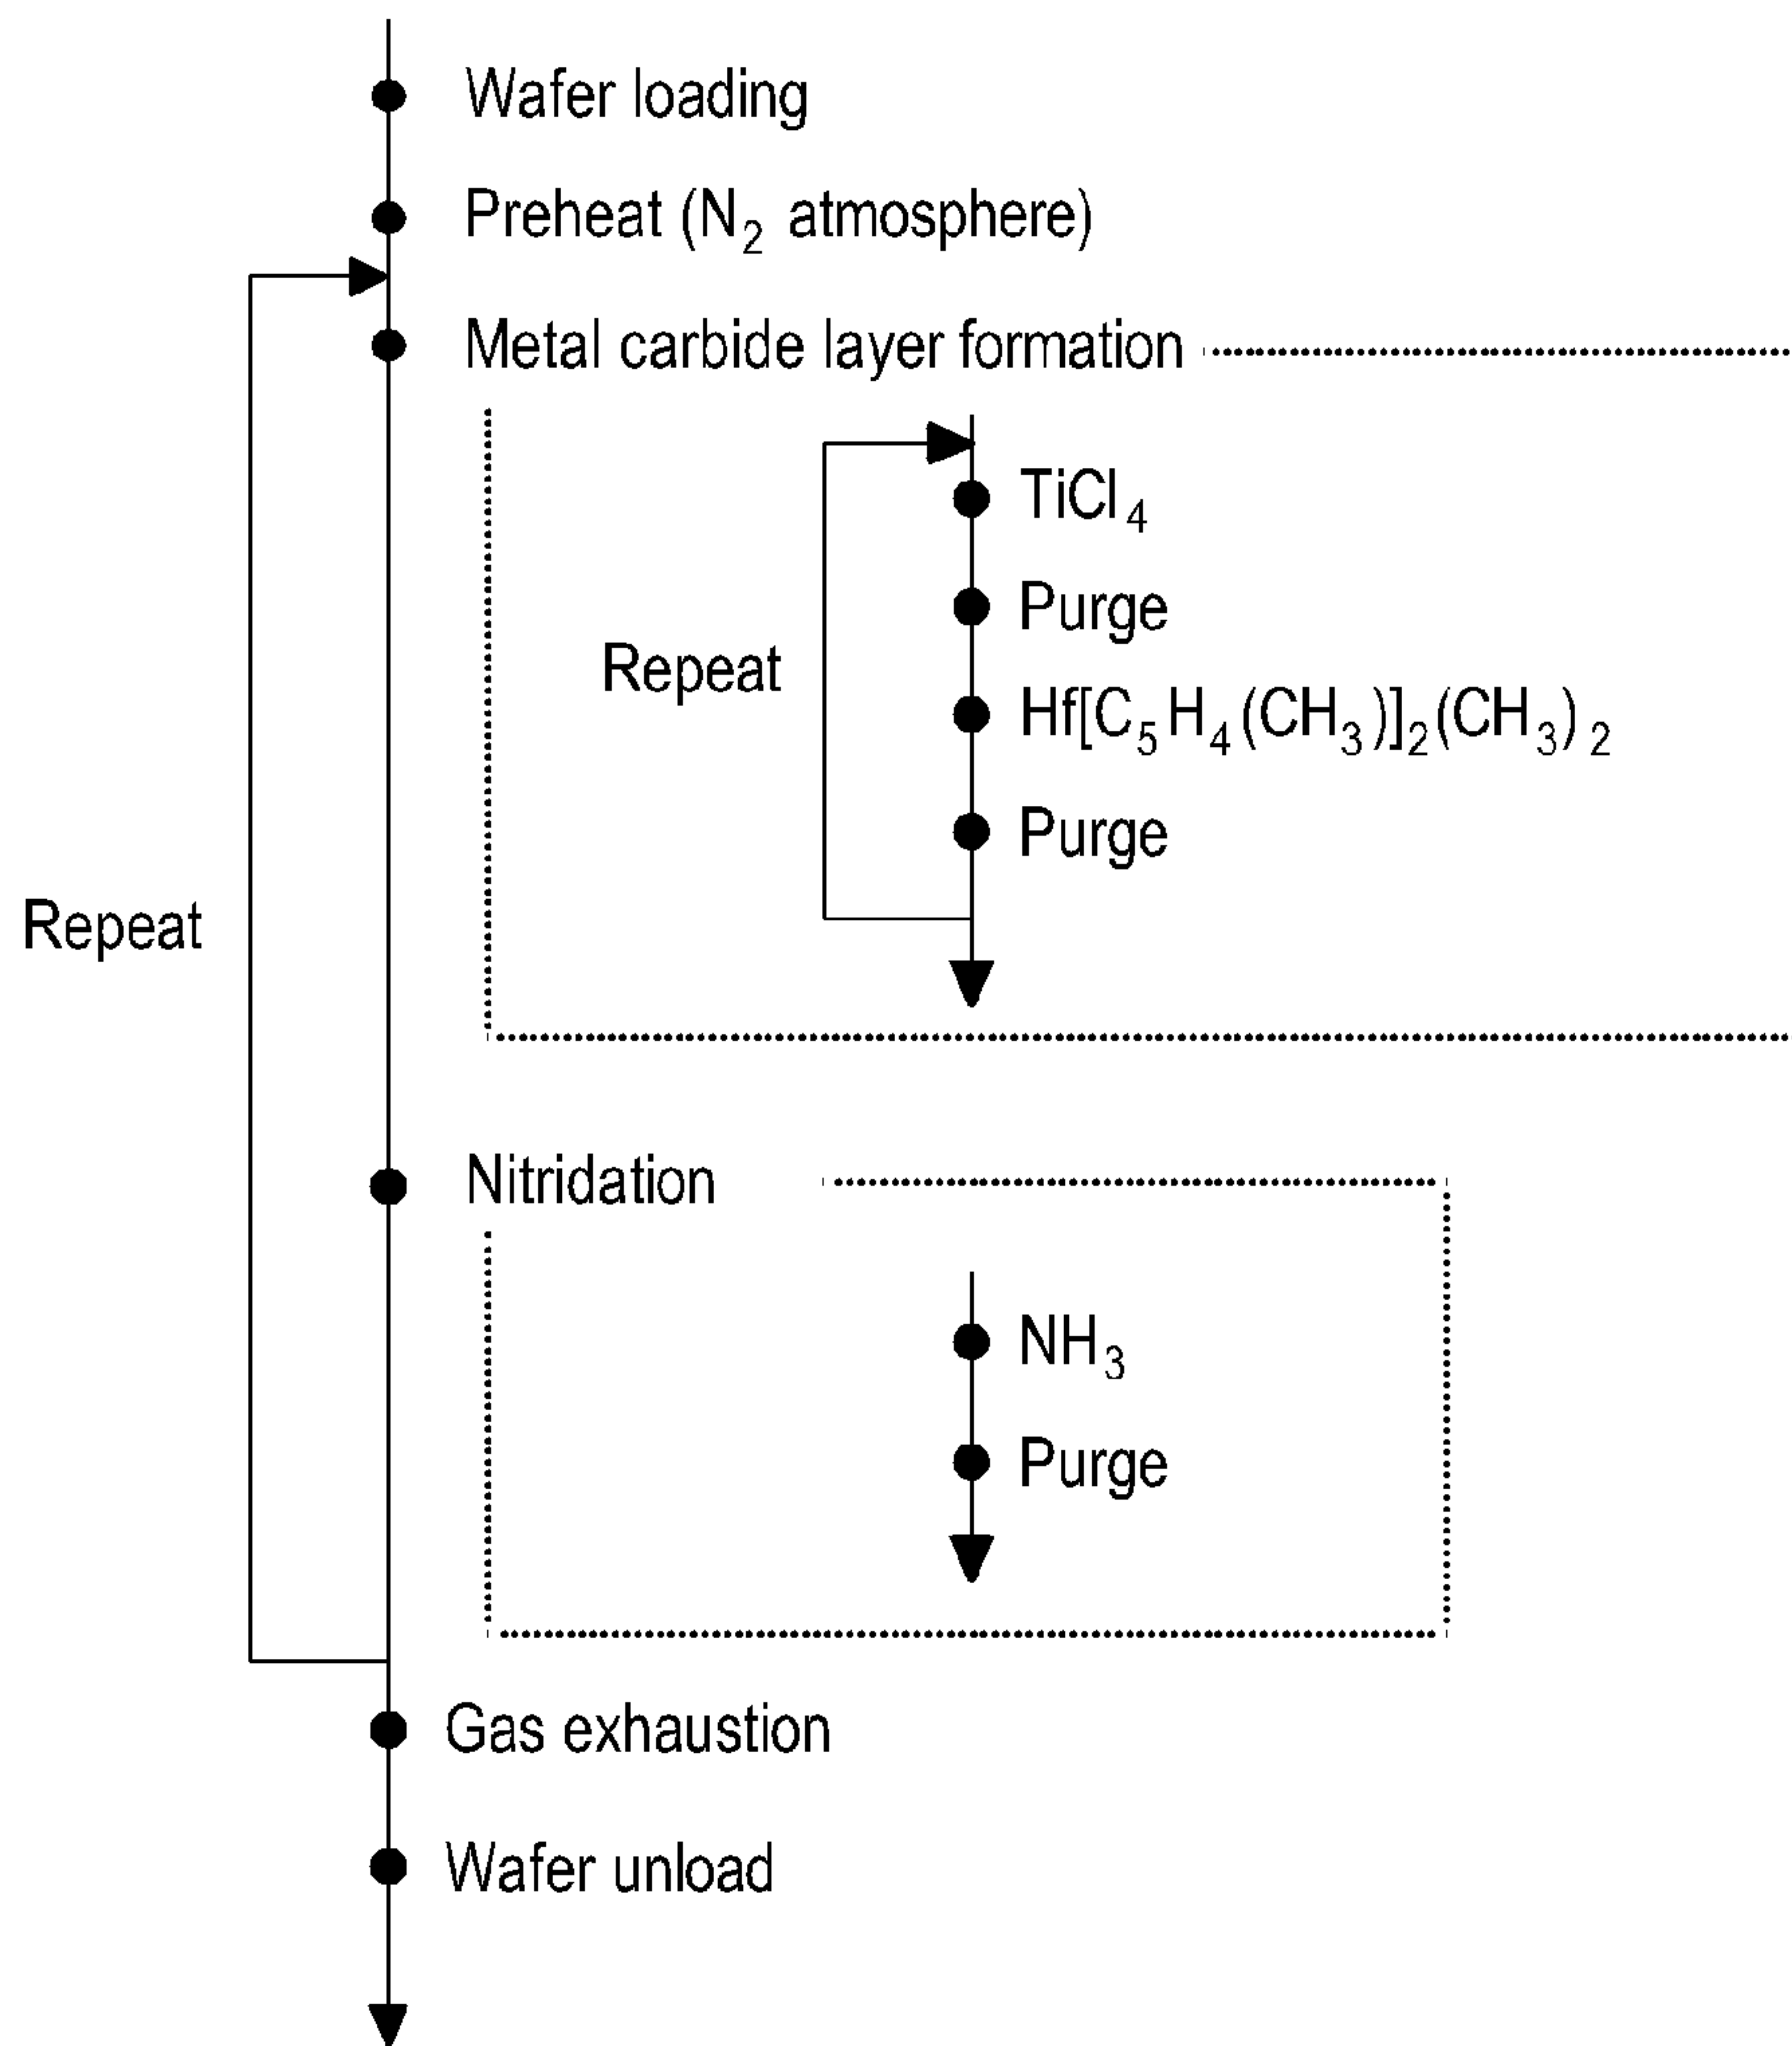 Wafer loading
Preheat (N₂ atmosphere)
Metal carbide layer formation
TiCl₄
Purge
Repeat
Hf[C₅H₄(CH₃)]₂(CH₃)₂
Purge
Repeat
Nitridation
NH₃
Purge
Gas exhaustion
Wafer unload